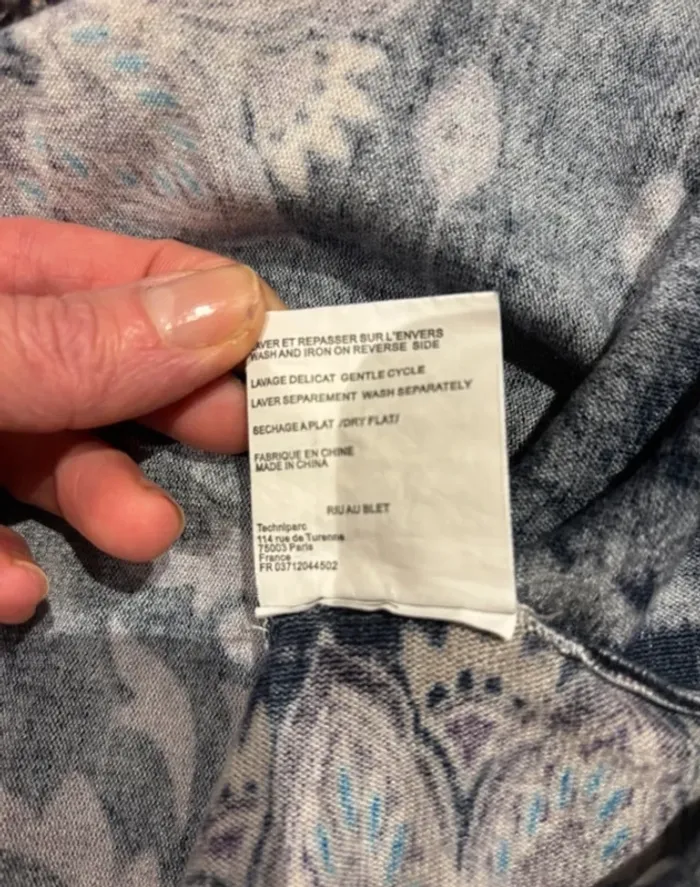 LAVER ET REPASSER SUR L'ENVERS
WASH AND IRON ON REVERSE SIDE
LAVAGE DELICAT GENTLE CYCLE
LAVER SEPAREMENT WASH SEPARATELY
SECHAGE A PLAT /DRY FLAT/
FABRIQUE EN CHINE
MADE IN CHINA
RIU AU BLET
Techniparc
114 rue de Turenne
75003 Paris
France
FR 03712044502